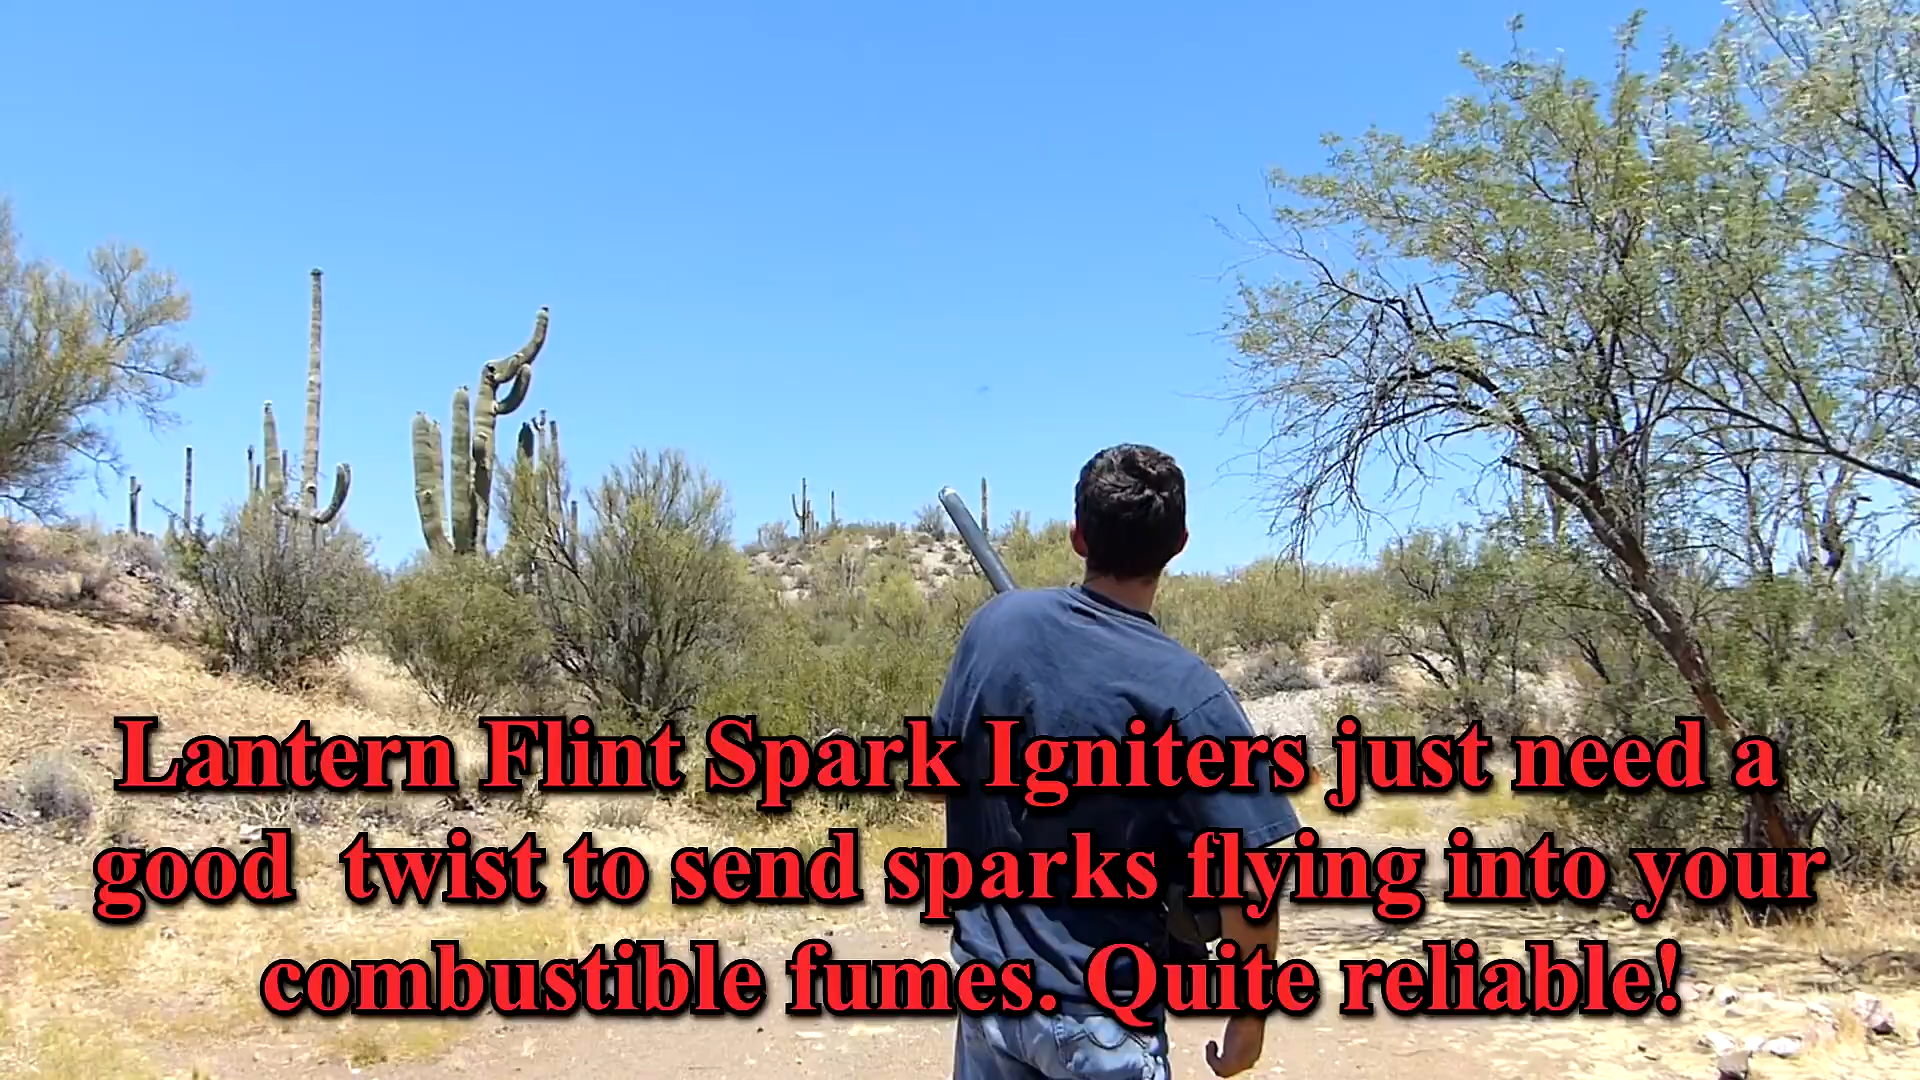 Lantern Flint Spark Igniters just need a
good  twist to send sparks flying into your
combustible fumes. Quite reliable!